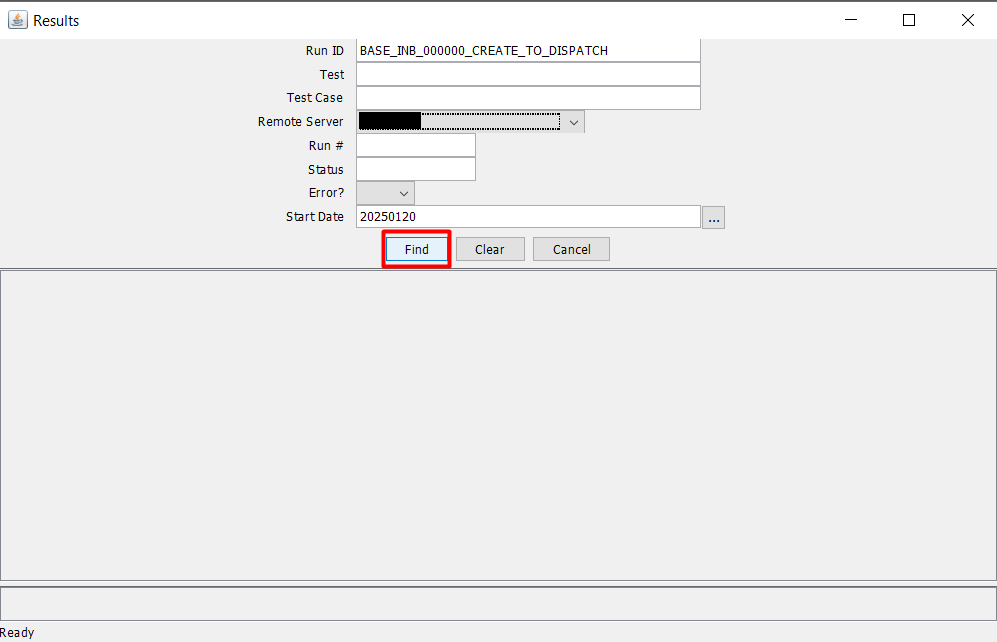 Results
Run ID BASE_INB_000000_CREATE_TO_DISPATCH
Test
Test Case
Remote Server
Run #
Status
Error?
Start Date 20250120 ...
Find Clear Cancel
Ready